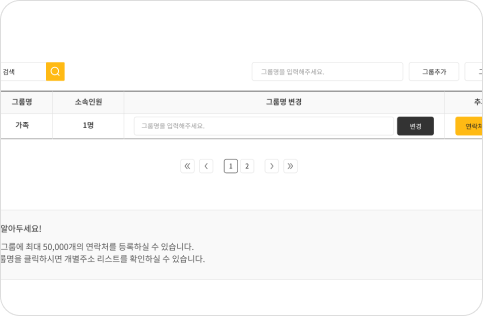 검색
그룹명을 입력해주세요.
그룹추가
그룹명
소속인원
그룹명 변경
가족
1명
그룹명을 입력해주세요.
변경
연락처
1
2
알아두세요!
그룹에 최대 50,000개의 연락처를 등록하실 수 있습니다.
룹명을 클릭하시면 개별주소 리스트를 확인하실 수 있습니다.